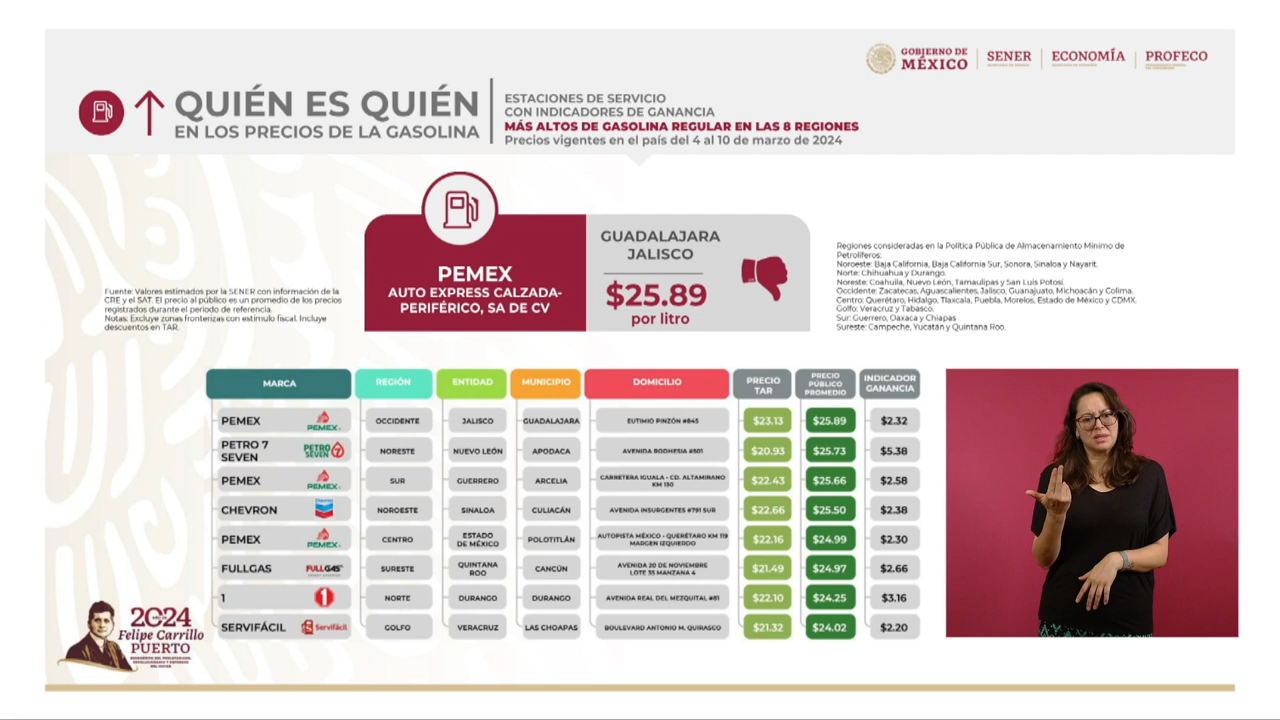 GOBIERNO DE
MÉXICO
SENER
ECONOMÍA
PROFECO
QUIÉN ES QUIÉN
EN LOS PRECIOS DE LA GASOLINA
ESTACIONES DE SERVICIO
CON INDICADORES DE GANANCIA
MÁS ALTOS DE GASOLINA REGULAR EN LAS 8 REGIONES
Precios vigentes en el país del 4 al 10 de marzo de 2024
PEMEX
AUTO EXPRESS CALZADA-
PERIFÉRICO, SA DE CV
GUADALAJARA
JALISCO
$25.89
por litro
Fuente: Valores estimados por la SENER con información de la
CRE y el SAT. El precio al público es un promedio de los precios
registrados durante el periodo de referencia.
Notas: Excluye zonas fronterizas con estímulo fiscal. Incluye
descuentos en TAR.
Regiones consideradas en la Política Pública de Almacenamiento Mínimo de
Petrolíferos:
Noroeste: Baja California, Baja California Sur, Sonora, Sinaloa y Nayarit.
Norte: Chihuahua y Durango.
Noreste: Coahuila, Nuevo León, Tamaulipas y San Luis Potosí.
Occidente: Zacatecas, Aguascalientes, Jalisco, Guanajuato, Michoacán y Colima.
Centro: Querétaro, Hidalgo, Tlaxcala, Puebla, Morelos, Estado de México y CDMX.
Golfo: Veracruz y Tabasco.
Sur: Guerrero, Oaxaca y Chiapas
Sureste: Campeche, Yucatán y Quintana Roo.
MARCA REGIÓN ENTIDAD MUNICIPIO DOMICILIO PRECIO TAR PRECIO PÚBLICO PROMEDIO INDICADOR GANANCIA
PEMEX PEMEX OCCIDENTE JALISCO GUADALAJARA EUTIMIO PINZÓN #845 $23.13 $25.89 $2.32
PETRO 7 SEVEN PETRO SEVEN 7 NORESTE NUEVO LEÓN APODACA AVENIDA RODHESIA #501 $20.93 $25.73 $5.38
PEMEX PEMEX SUR GUERRERO ARCELIA CARRETERA IGUALA - CD. ALTAMIRANO KM 130 $22.43 $25.66 $2.58
CHEVRON NOROESTE SINALOA CULIACÁN AVENIDA INSURGENTES #791 SUR $22.66 $25.50 $2.38
PEMEX PEMEX CENTRO ESTADO DE MÉXICO POLOTITLÁN AUTOPISTA MÉXICO - QUERÉTARO KM 119 MARGEN IZQUIERDO $22.16 $24.99 $2.30
FULLGAS FULLGAS SURESTE QUINTANA ROO CANCÚN AVENIDA 20 DE NOVIEMBRE LOTE 35 MANZANA 4 $21.49 $24.97 $2.66
1 1 NORTE DURANGO DURANGO AVENIDA REAL DEL MEZQUITAL #81 $22.10 $24.25 $3.16
SERVIFÁCIL Servifácil GOLFO VERACRUZ LAS CHOAPAS BOULEVARD ANTONIO M. QUIRASCO $21.32 $24.02 $2.20
2024
Felipe Carrillo
PUERTO